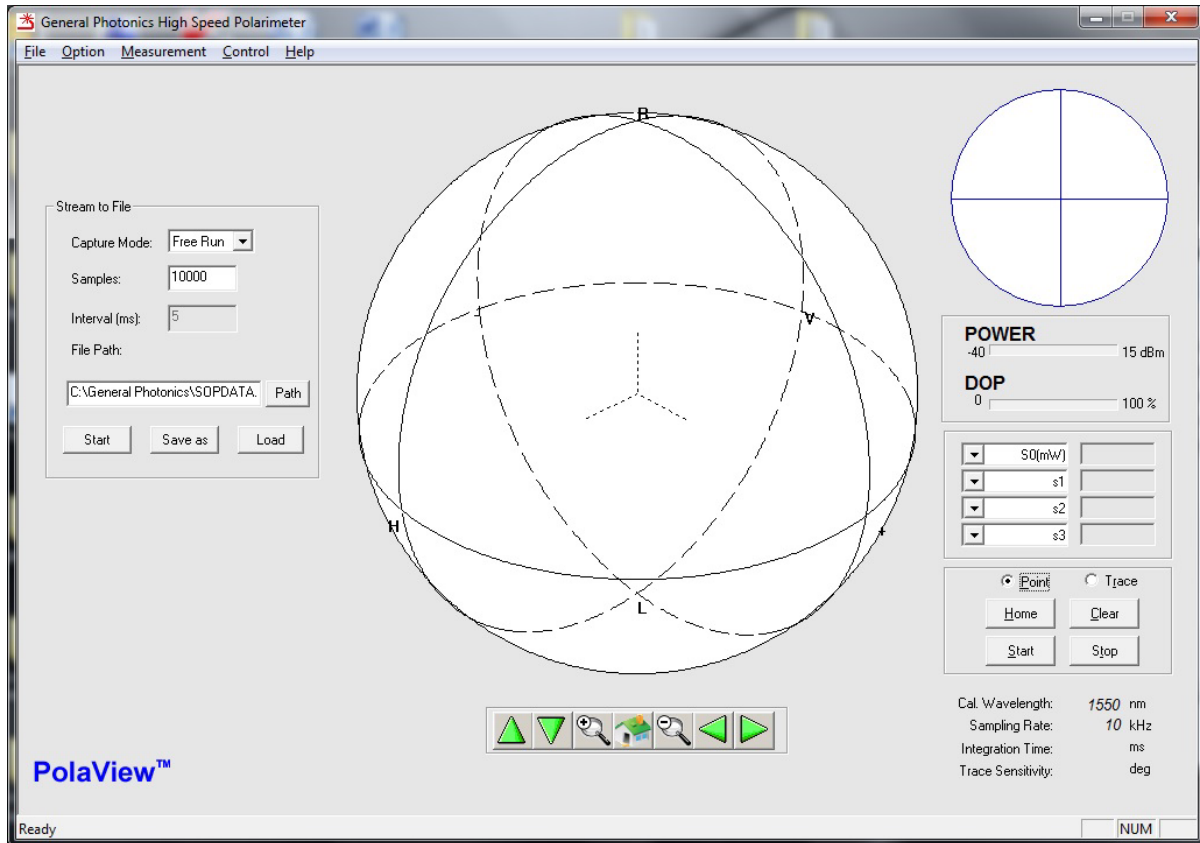 General Photonics High Speed Polarimeter
File Option Measurement Control Help
Stream to File
Capture Mode: Free Run
Samples: 10000
Interval (ms): 5
File Path:
C:\General Photonics\SOPDATA. Path
Start Save as Load
R
-
V
H
+
L
POWER
-40 15 dBm
DOP
0 100 %
S0(mW)
s1
s2
s3
Point Trace
Home Clear
Start Stop
Cal. Wavelength: 1550 nm
Sampling Rate: 10 kHz
Integration Time: ms
Trace Sensitivity: deg
PolaView™
Ready NUM